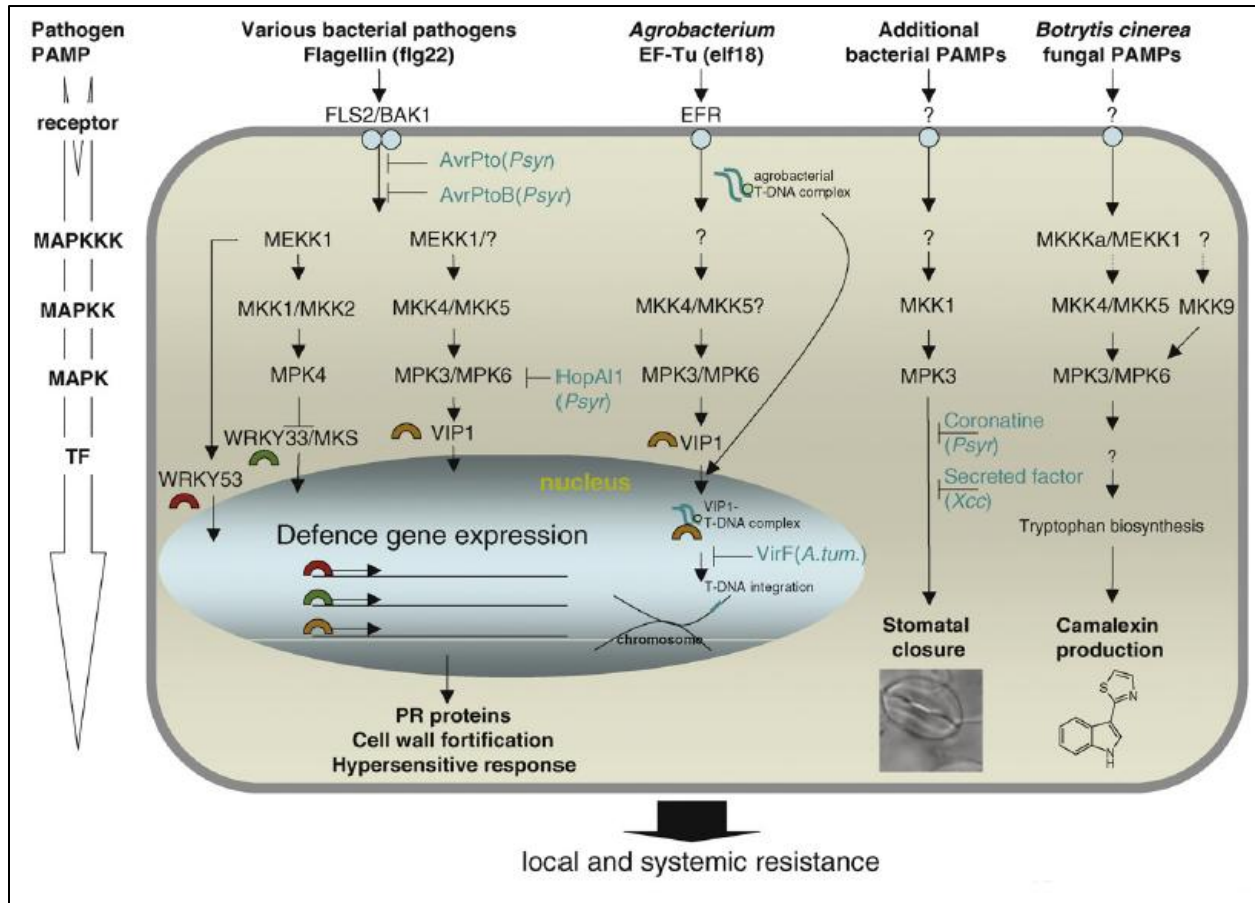 Pathogen
PAMP
Various bacterial pathogens
Flagellin (flg22)
Agrobacterium
EF-Tu (elf18)
Additional
bacterial PAMPs
Botrytis cinerea
fungal PAMPs
receptor
FLS2/BAK1
EFR
?
?
AvrPto(Psyr)
AvrPtoB(Psyr)
agrobacterial
T-DNA complex
MAPKKK
MEKK1
MEKK1/?
?
?
MKKKa/MEKK1
?
MAPKK
MKK1/MKK2
MKK4/MKK5
MKK4/MKK5?
MKK1
MKK4/MKK5
MKK9
MAPK
MPK4
MPK3/MPK6
HopAI1
(Psyr)
MPK3/MPK6
MPK3
MPK3/MPK6
TF
WRKY33/MKS
VIP1
VIP1
Coronatine
(Psyr)
?
WRKY53
nucleus
Secreted factor
(Xcc)
VIP1-
T-DNA complex
Tryptophan biosynthesis
Defence gene expression
VirF(A.tum.)
T-DNA integration
chromosome
Stomatal
closure
Camalexin
production
S
N
N
H
PR proteins
Cell wall fortification
Hypersensitive response
local and systemic resistance